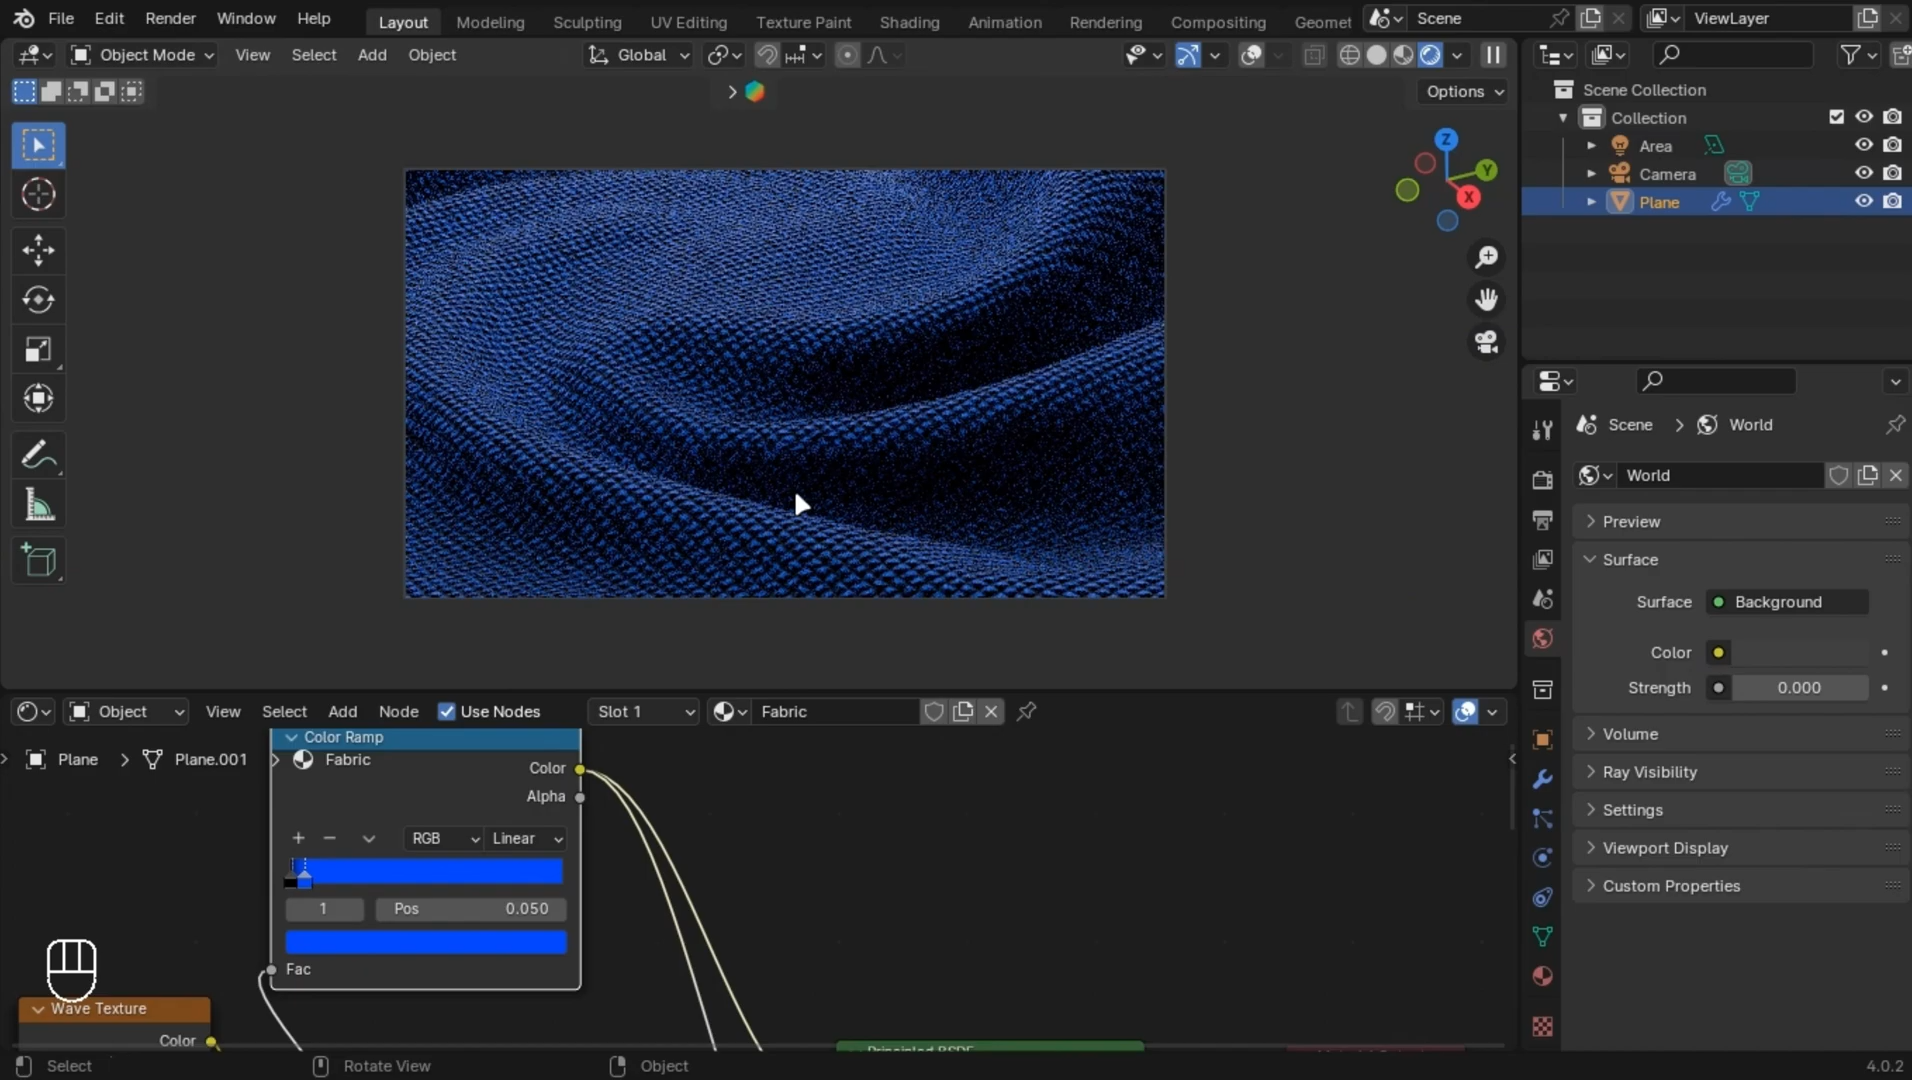 File Edit Render Window Help Layout Modeling Sculpting UV Editing Texture Paint Shading Animation Rendering Compositing Geomet Scene ViewLayer
Object Mode View Select Add Object Global
Options
Z
Y
X
Scene Collection
Collection
Area
Camera
Plane
Scene > World
World
Preview
Surface
Surface Background
Color
Strength 0.000
Volume
Ray Visibility
Settings
Viewport Display
Custom Properties
Object View Select Add Node Use Nodes Slot 1 Fabric
Plane > Plane.001 > Fabric
Color Ramp
Color
Alpha
RGB Linear
1 Pos 0.050
Fac
Wave Texture
Color
Principled BSDF
Select Rotate View Object 4.0.2